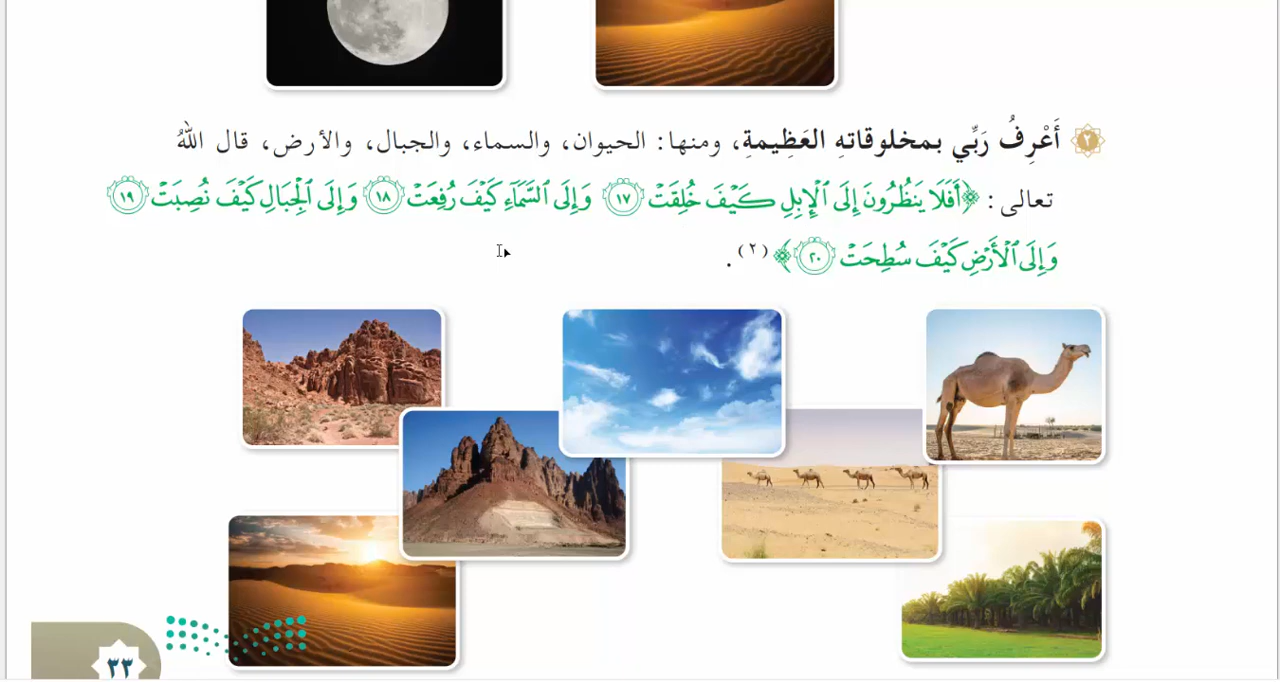 ٢ أَعْرِفُ رَبِّي بمخلوقاتهِ العَظِيمةِ، ومنها: الحيوان، والسماء، والجبال، والأرض، قال اللهُ
تعالى: ﴿أَفَلَا يَنظُرُونَ إِلَى ٱلْإِبِلِ كَيْفَ خُلِقَتْ ١٧ وَإِلَى ٱلسَّمَآءِ كَيْفَ رُفِعَتْ ١٨ وَإِلَى ٱلْجِبَالِ كَيْفَ نُصِبَتْ ١٩
وَإِلَى ٱلْأَرْضِ كَيْفَ سُطِحَتْ ٢٠﴾ (٢).
٣٣